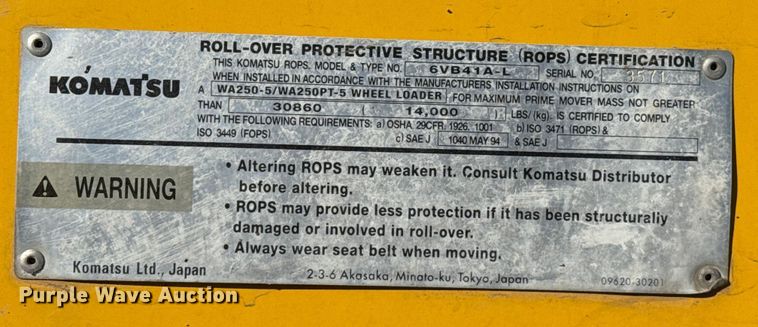 KOMATSU
ROLL-OVER PROTECTIVE STRUCTURE (ROPS) CERTIFICATION
THIS KOMATSU ROPS, MODEL & TYPE NO. 6VB41A-L SERIAL NO. 3571
WHEN INSTALLED IN ACCORDANCE WITH THE MANUFACTURERS INSTALLATION INSTRUCTIONS ON
A WA250-5/WA250PT-5 WHEEL LOADER FOR MAXIMUM PRIME MOVER MASS NOT GREATER
THAN 30860 ( 14,000 ) LBS/(kg). IS CERTIFIED TO COMPLY
WITH THE FOLLOWING REQUIREMENTS: a) OSHA 29CFR. 1926. 1001 b) ISO 3471 (ROPS) &
ISO 3449 (FOPS) c) SAE J 1040 MAY 94 & SAE J
⚠ WARNING
• Altering ROPS may weaken it. Consult Komatsu Distributor
before altering.
• ROPS may provide less protection if it has been structurally
damaged or involved in roll-over.
• Always wear seat belt when moving.
Komatsu Ltd., Japan 2-3-6 Akasaka, Minato-ku, Tokyo, Japan 09620-30201
Purple Wave Auction